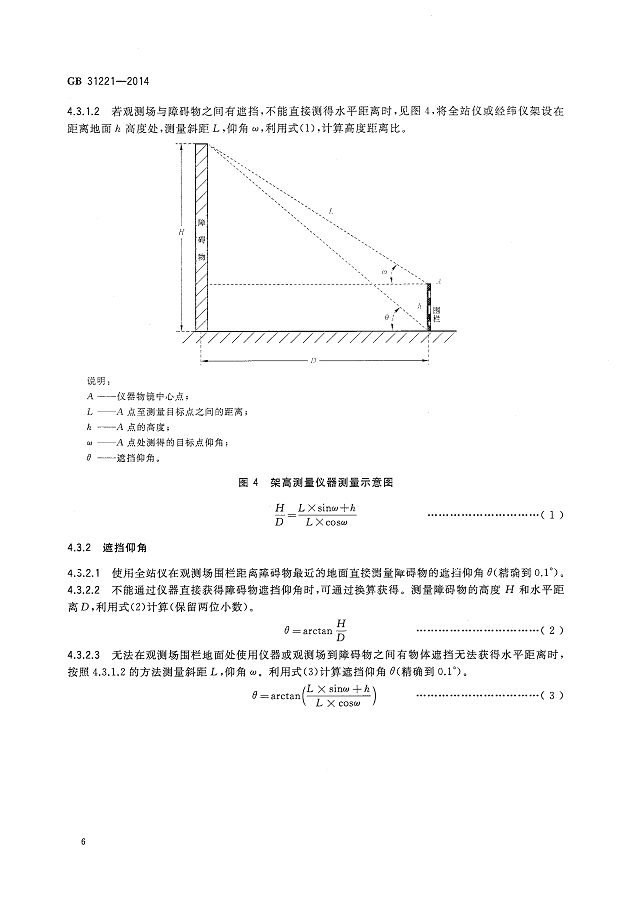 GB 31221—2014
4.3.1.2 若观测场与障碍物之间有遮挡,不能直接测得水平距离时,见图 4,将全站仪或经纬仪架设在
距离地面 h 高度处,测量斜距 L,仰角 ω,利用式(1),计算高度距离比。
L
H
障
碍
物
ω
A
h
围
栏
θ
D
说明:
A ——仪器物镜中心点;
L ——A 点至测量目标点之间的距离;
h ——A 点的高度;
ω ——A 点处测得的目标点仰角;
θ ——遮挡仰角。
图 4 架高测量仪器测量示意图
H/D = (L×sinω+h)/(L×cosω) ……………………………( 1 )
4.3.2 遮挡仰角
4.3.2.1 使用全站仪在观测场围栏距离障碍物最近的地面直接测量障碍物的遮挡仰角 θ(精确到 0.1°)。
4.3.2.2 不能通过仪器直接获得障碍物遮挡仰角时,可通过换算获得。测量障碍物的高度 H 和水平距
离 D,利用式(2)计算(保留两位小数)。
θ=arctan H/D ……………………………( 2 )
4.3.2.3 无法在观测场围栏地面处使用仪器或观测场到障碍物之间有物体遮挡无法获得水平距离时,
按照 4.3.1.2 的方法测量斜距 L,仰角 ω。利用式(3)计算遮挡仰角 θ(精确到 0.1°)。
θ=arctan((L×sinω+h)/(L×cosω)) ……………………………( 3 )
6